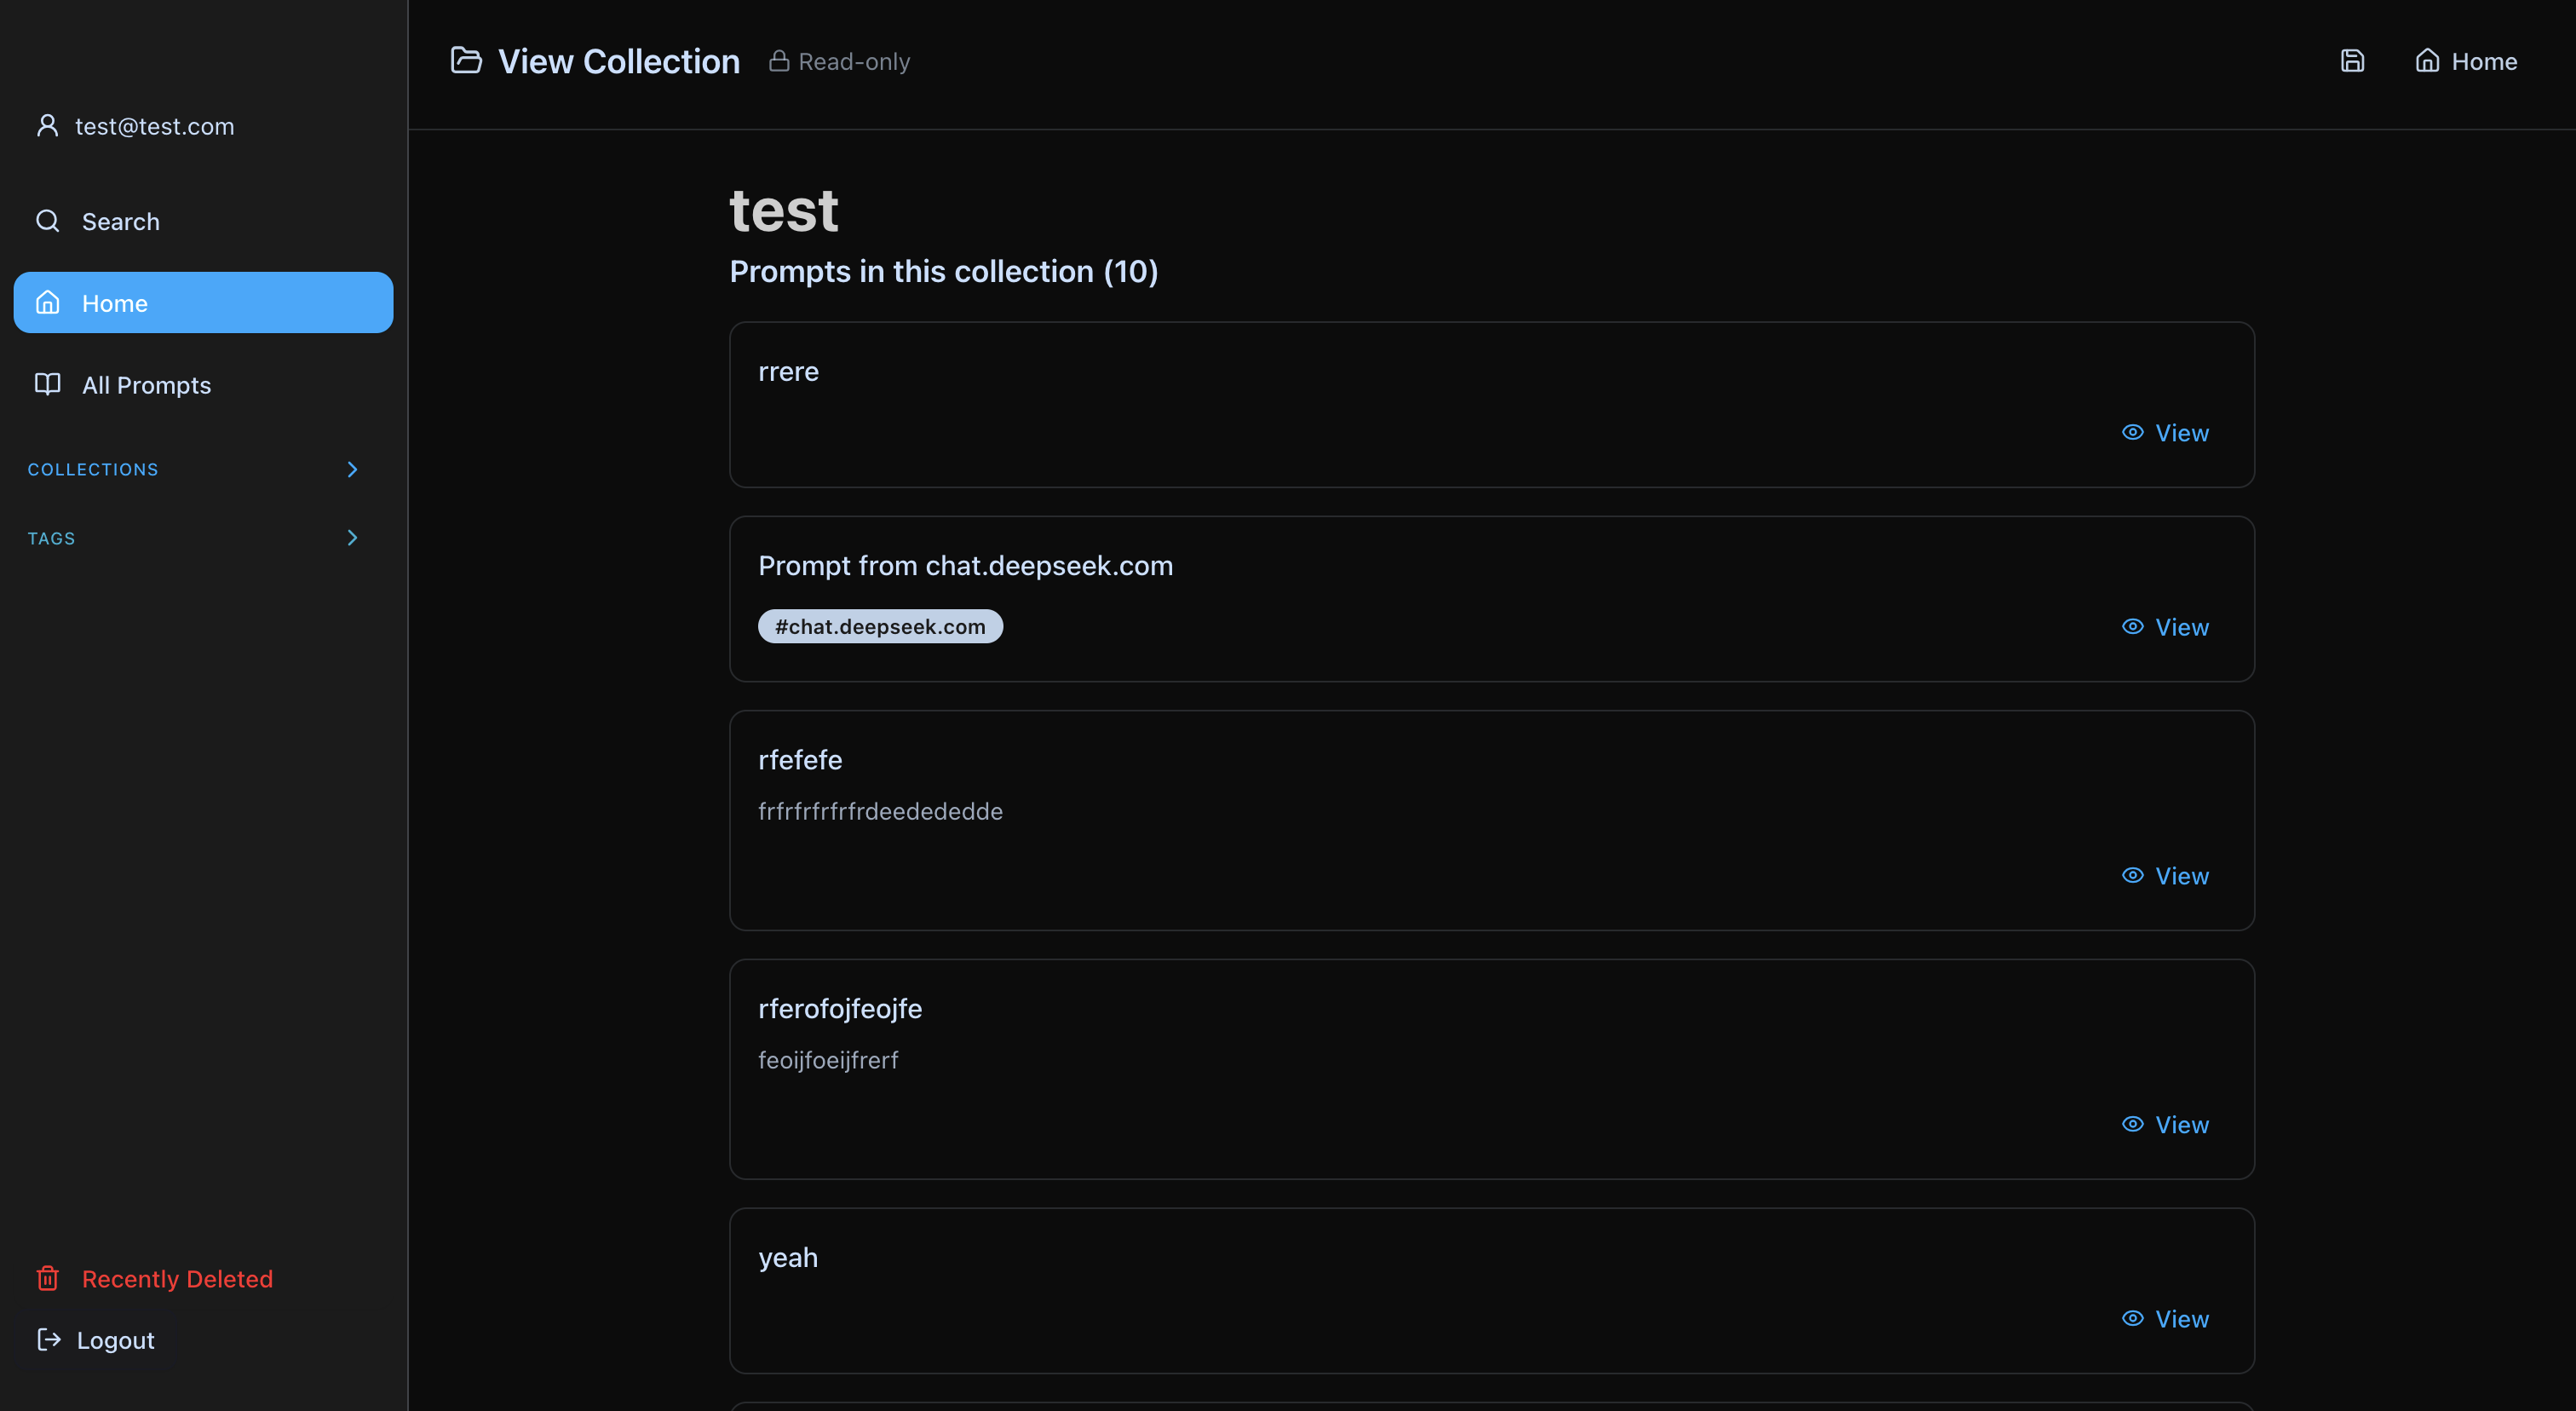 test@test.com
Search
Home
All Prompts
COLLECTIONS
TAGS
Recently Deleted
Logout
View Collection
Read-only
Home
test
Prompts in this collection (10)
rrere
View
Prompt from chat.deepseek.com
#chat.deepseek.com
View
rfefefe
frfrfrfrfrfrdeedededde
View
rferofojfeojfe
feoijfoeijfrerf
View
yeah
View